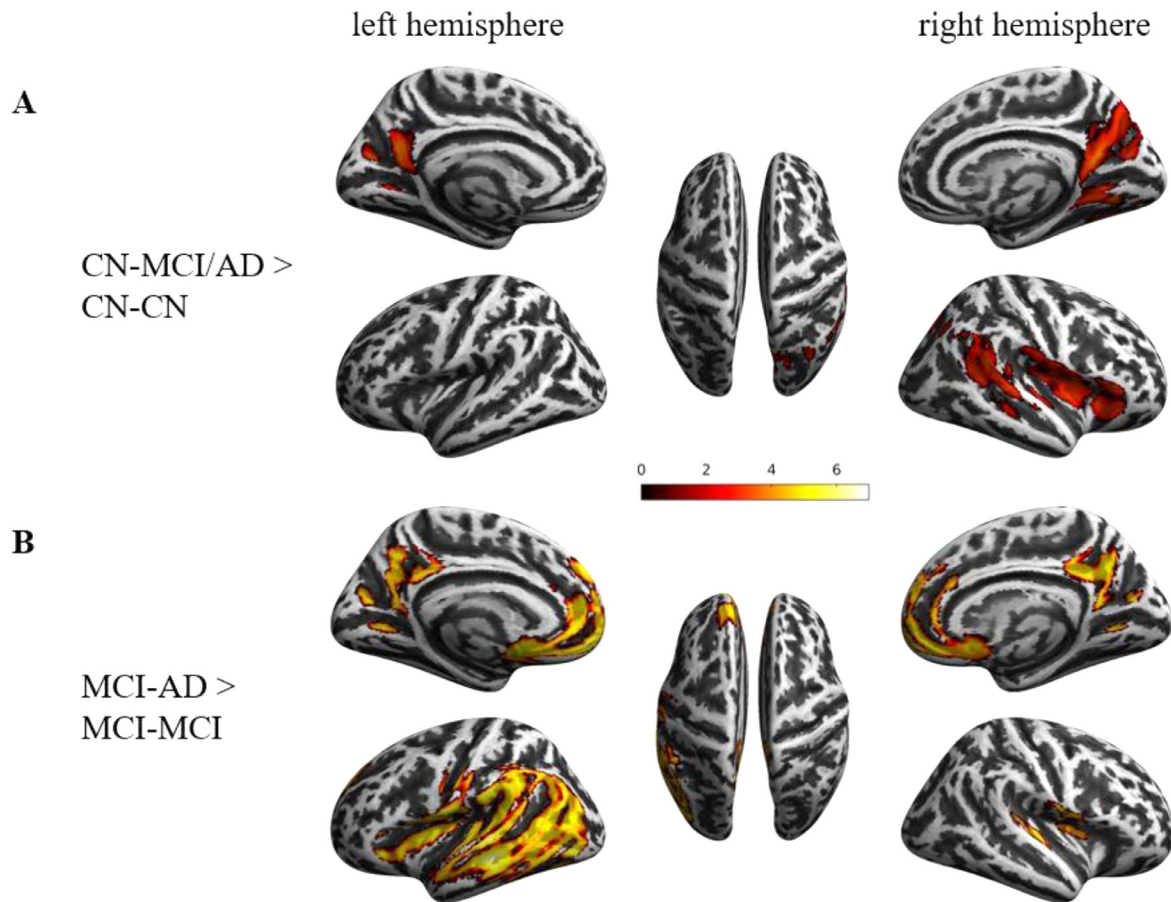 left hemisphere
right hemisphere
A
CN-MCI/AD >
CN-CN
0 2 4 6
B
MCI-AD >
MCI-MCI